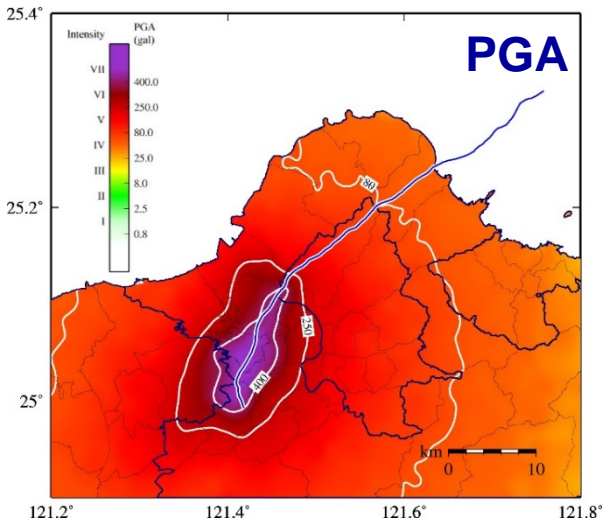 25.4°
PGA
Intensity PGA
(gal)
VII
400.0
VI
250.0
V
80.0
IV
25.0
III
8.0
II
2.5
I
0.8
80
25.2°
250
25°
400
km
0 10
121.2° 121.4° 121.6° 121.8°